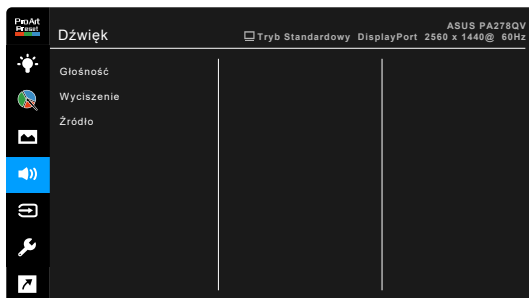 ProArt
Preset
Dźwięk
ASUS PA278QV
Tryb Standardowy DisplayPort 2560 x 1440@ 60Hz
Głośność
Wyciszenie
Źródło